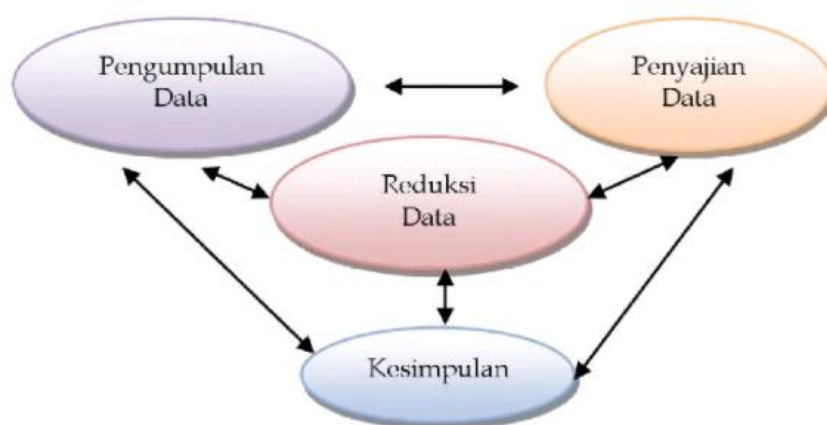 Pengumpulan
Data
Penyajian
Data
Reduksi
Data
Kesimpulan